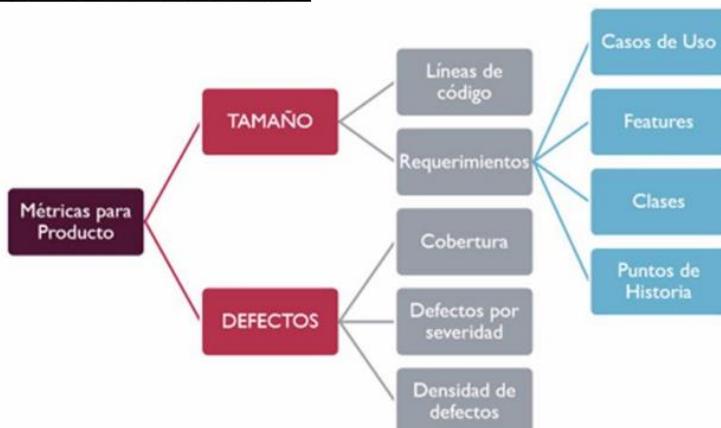 Métricas para
Producto
TAMAÑO
Líneas de
código
Requerimientos
Casos de Uso
Features
Clases
Puntos de
Historia
DEFECTOS
Cobertura
Defectos por
severidad
Densidad de
defectos